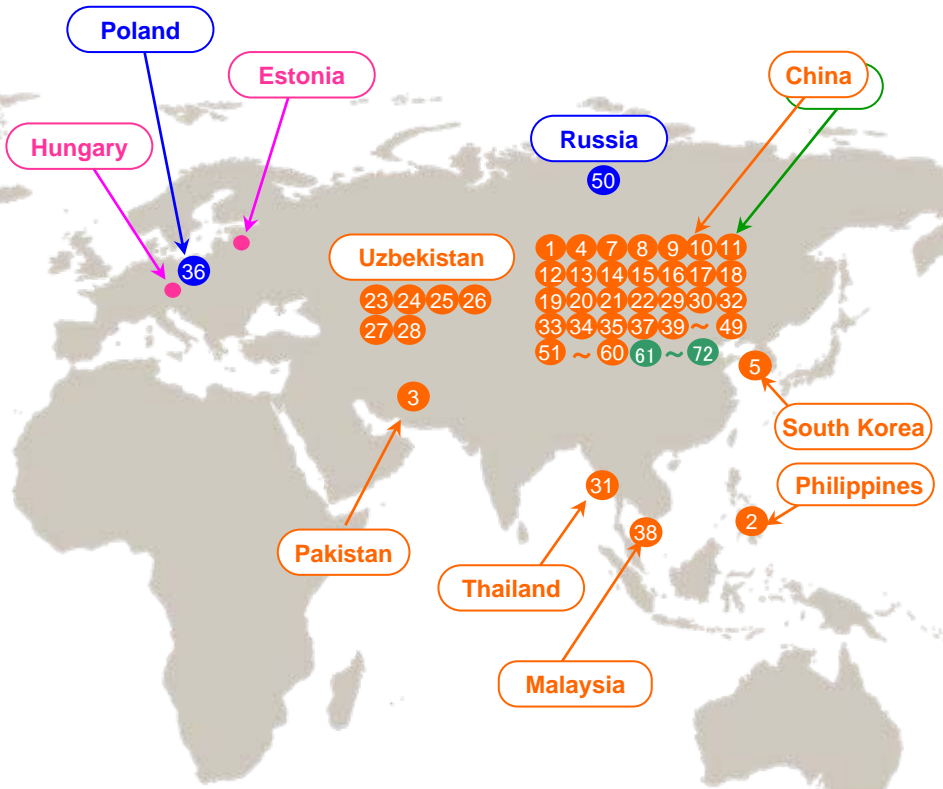 Poland
Estonia
China
Hungary
Russia
50
36
Uzbekistan
23 24 25 26
27 28
1 4 7 8 9 10 11
12 13 14 15 16 17 18
19 20 21 22 29 30 32
33 34 35 37 39 ~ 49
51 ~ 60 61 ~ 72
5
3
South Korea
31
Philippines
2
38
Pakistan
Thailand
Malaysia